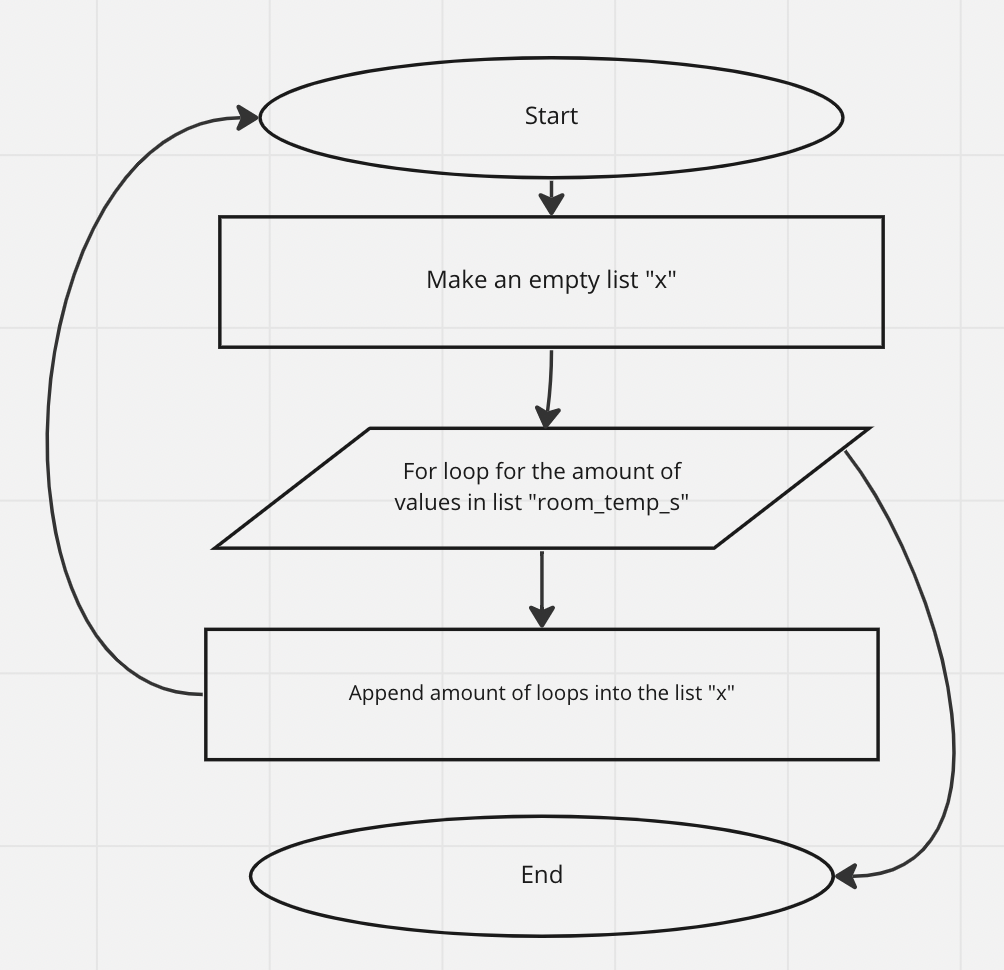 Start
Make an empty list "x"
For loop for the amount of
values in list "room_temp_s"
Append amount of loops into the list "x"
End